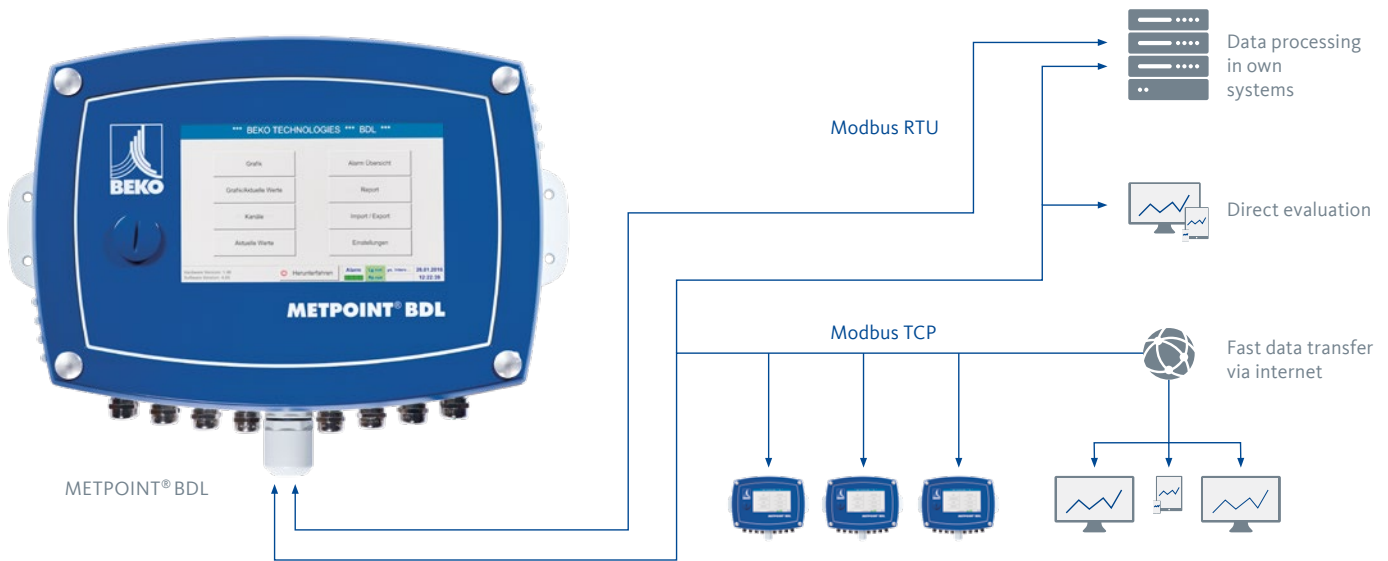 *** BEKO TECHNOLOGIES *** BDL ***
Grafik
Alarm Übersicht
Grafik/Aktuelle Werte
Report
Kanäle
Import / Export
Aktuelle Werte
Einstellungen
Herunterfahren
Alarm
28.01.2016
12:22:38
BEKO
METPOINT® BDL
METPOINT® BDL
Modbus RTU
Modbus TCP
Data processing
in own
systems
Direct evaluation
Fast data transfer
via internet